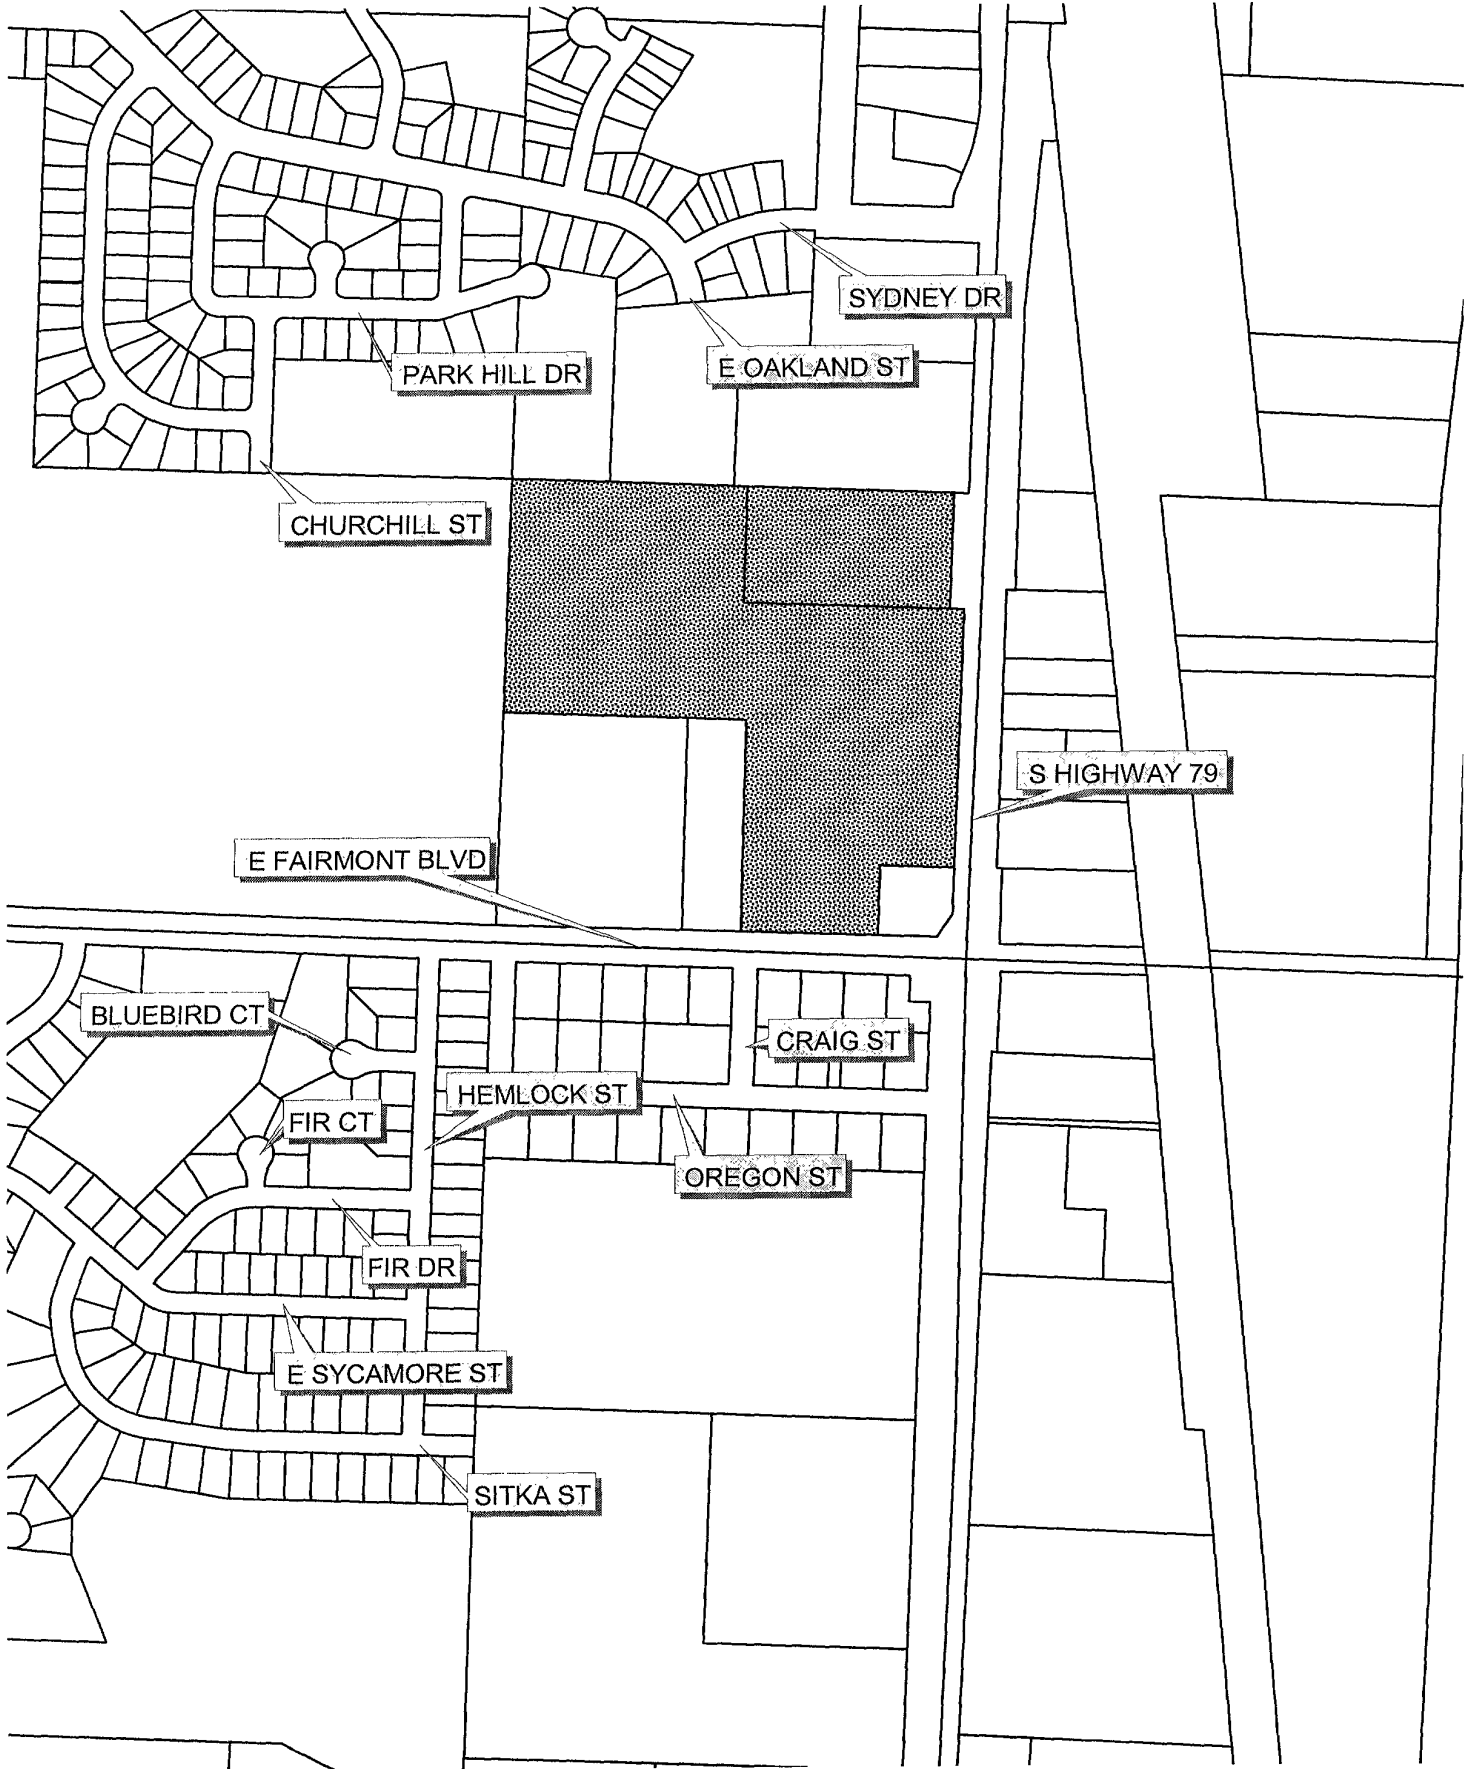 SYDNEY DR
E OAKLAND ST
PARK HILL DR
CHURCHILL ST
S HIGHWAY 79
E FAIRMONT BLVD
BLUEBIRD CT
CRAIG ST
HEMLOCK ST
FIR CT
OREGON ST
FIR DR
E SYCAMORE ST
SITKA ST